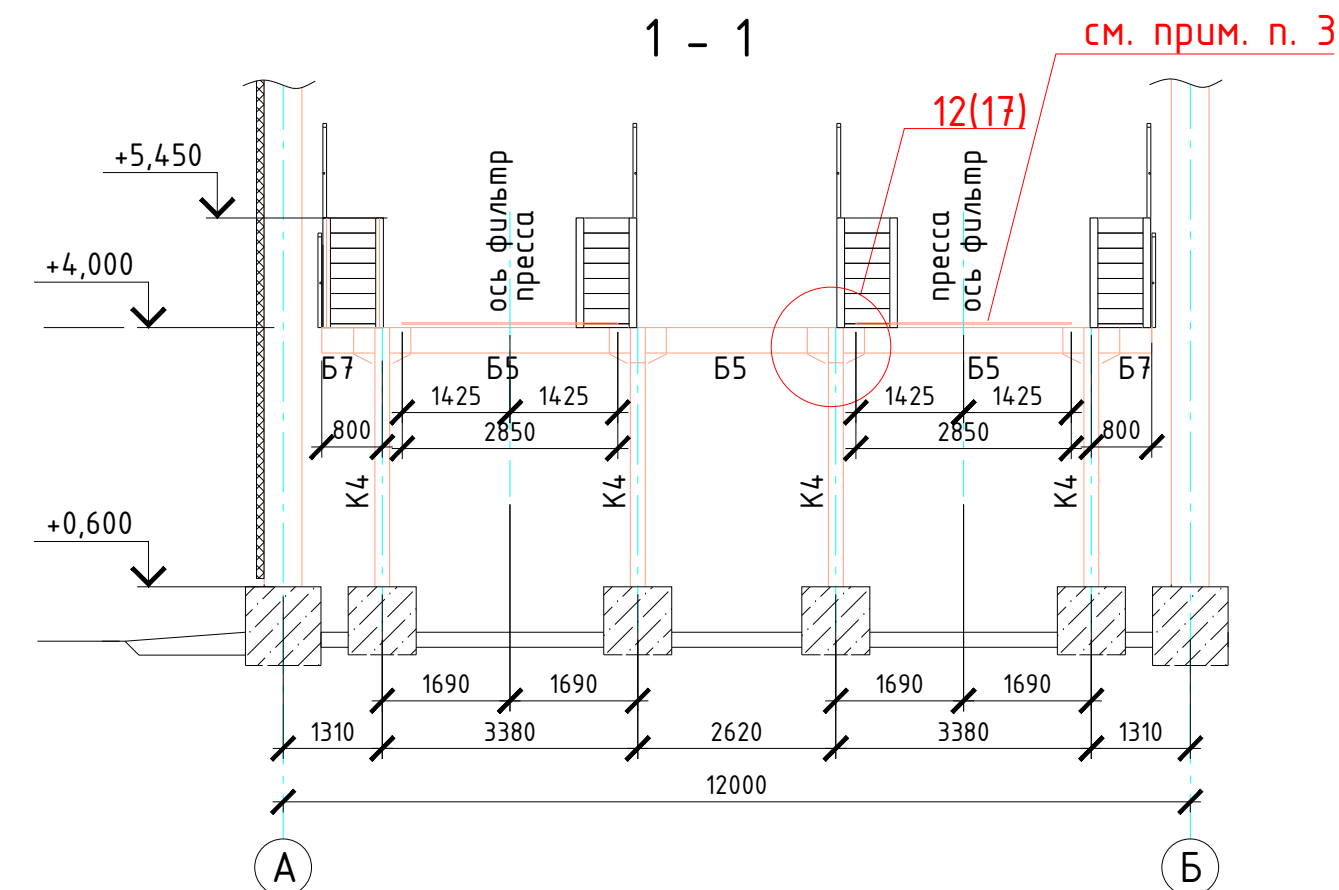 1 - 1
см. прим. п. 3
12(17)
+5,450
+4,000
+0,600
ось фильтр
пресса
пресса
ось фильтр
Б7
Б5
Б5
Б5
Б7
1425
1425
1425
1425
800
2850
2850
800
К4
К4
К4
К4
1690
1690
1690
1690
1310
3380
2620
3380
1310
12000
А
Б